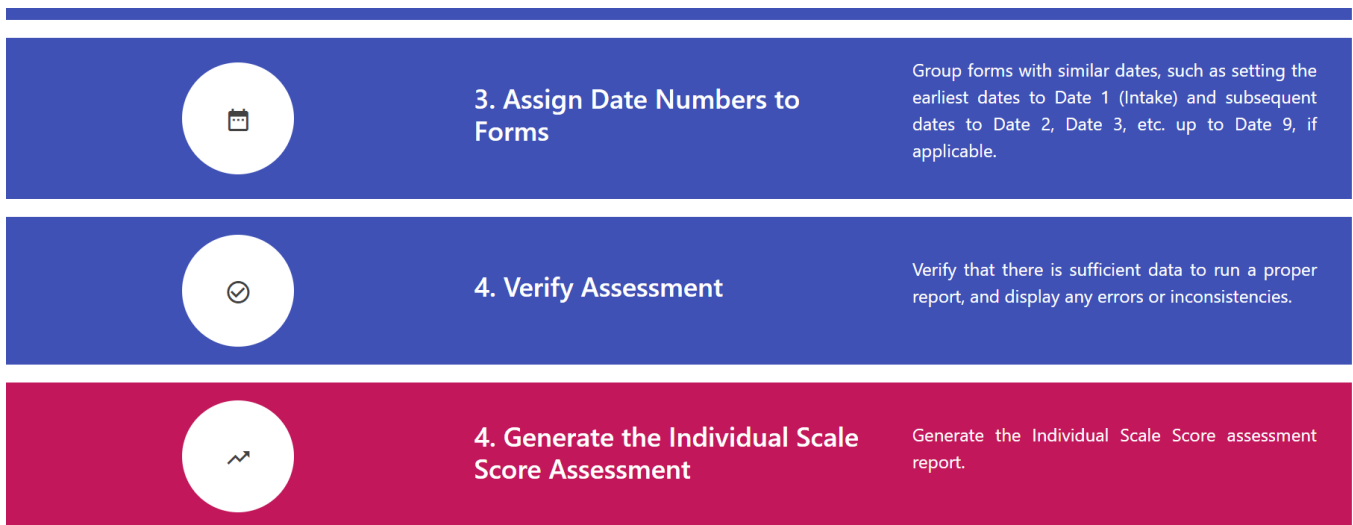 3. Assign Date Numbers to
Forms
Group forms with similar dates, such as setting the
earliest dates to Date 1 (Intake) and subsequent
dates to Date 2, Date 3, etc. up to Date 9, if
applicable.
4. Verify Assessment
Verify that there is sufficient data to run a proper
report, and display any errors or inconsistencies.
4. Generate the Individual Scale
Score Assessment
Generate the Individual Scale Score assessment
report.